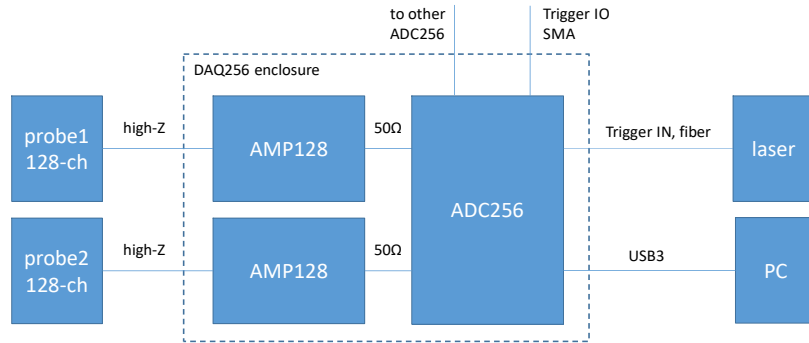 to other
ADC256
Trigger IO
SMA
DAQ256 enclosure
probe1
128-ch
high-Z
AMP128
50Ω
ADC256
Trigger IN, fiber
laser
probe2
128-ch
high-Z
AMP128
50Ω
USB3
PC